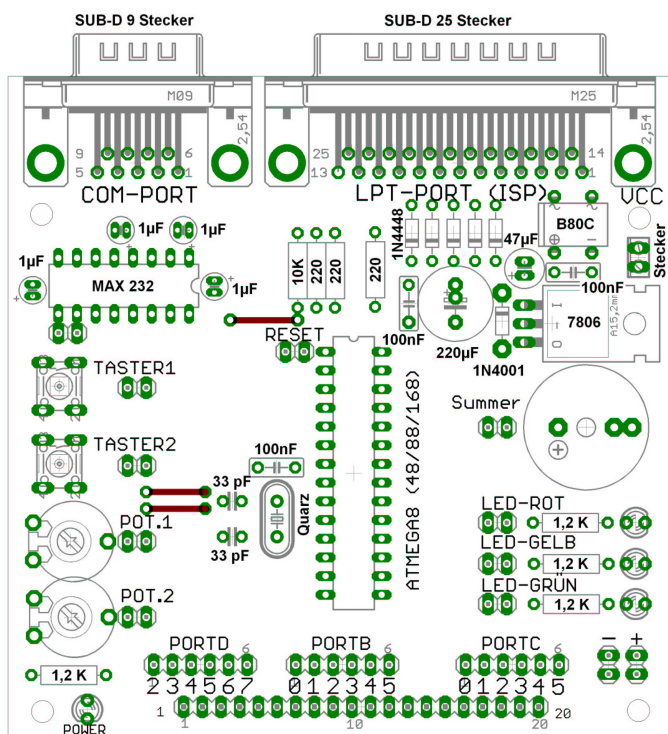 SUB-D 9 Stecker
SUB-D 25 Stecker
M09
M25
2,54
2,54
9
6
5
1
25
14
13
1
COM-PORT
LPT-PORT (ISP)
VCC
1µF
1µF
1N4448
B80C
47µF
Stecker
1µF
MAX 232
1µF
10K
220
220
220
100nF
100nF
RESET
220µF
7806
A15,2mm
1N4001
TASTER1
Summer
TASTER2
100nF
33 pF
Quarz
33 pF
ATMEGA8 (48/88/168)
POT.1
LED-ROT
1,2 K
LED-GELB
1,2 K
LED-GRÜN
1,2 K
POT.2
PORTD
6
PORTB
6
PORTC
6
- +
1,2 K
2 3 4 5 6 7
0 1 2 3 4 5
0 1 2 3 4 5
POWER
1
1
10
20
20